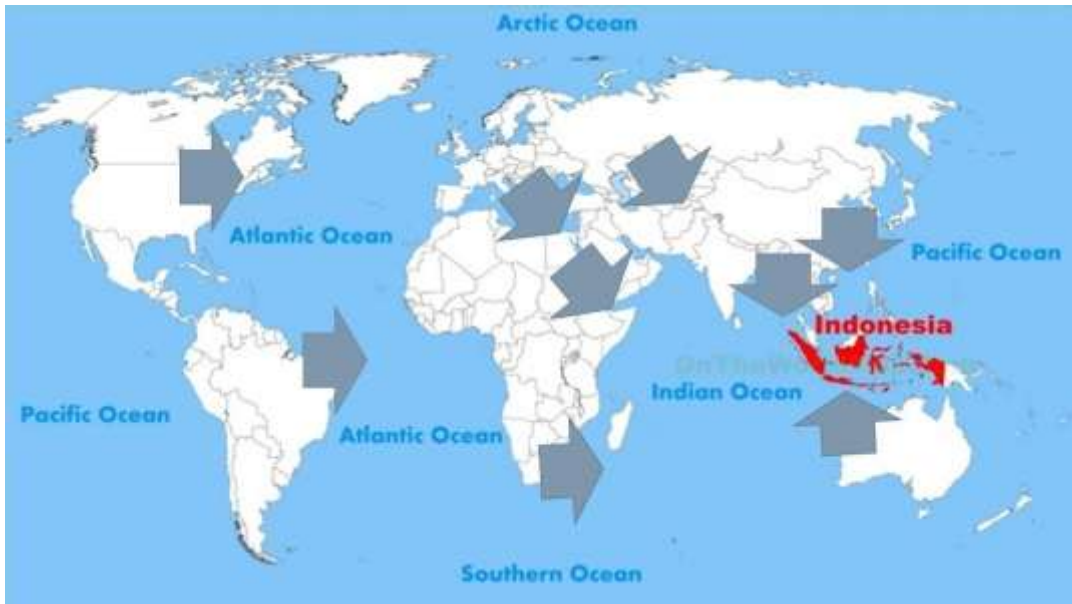 Arctic Ocean
Atlantic Ocean
Pacific Ocean
Indonesia
Indian Ocean
Pacific Ocean
Atlantic Ocean
Southern Ocean